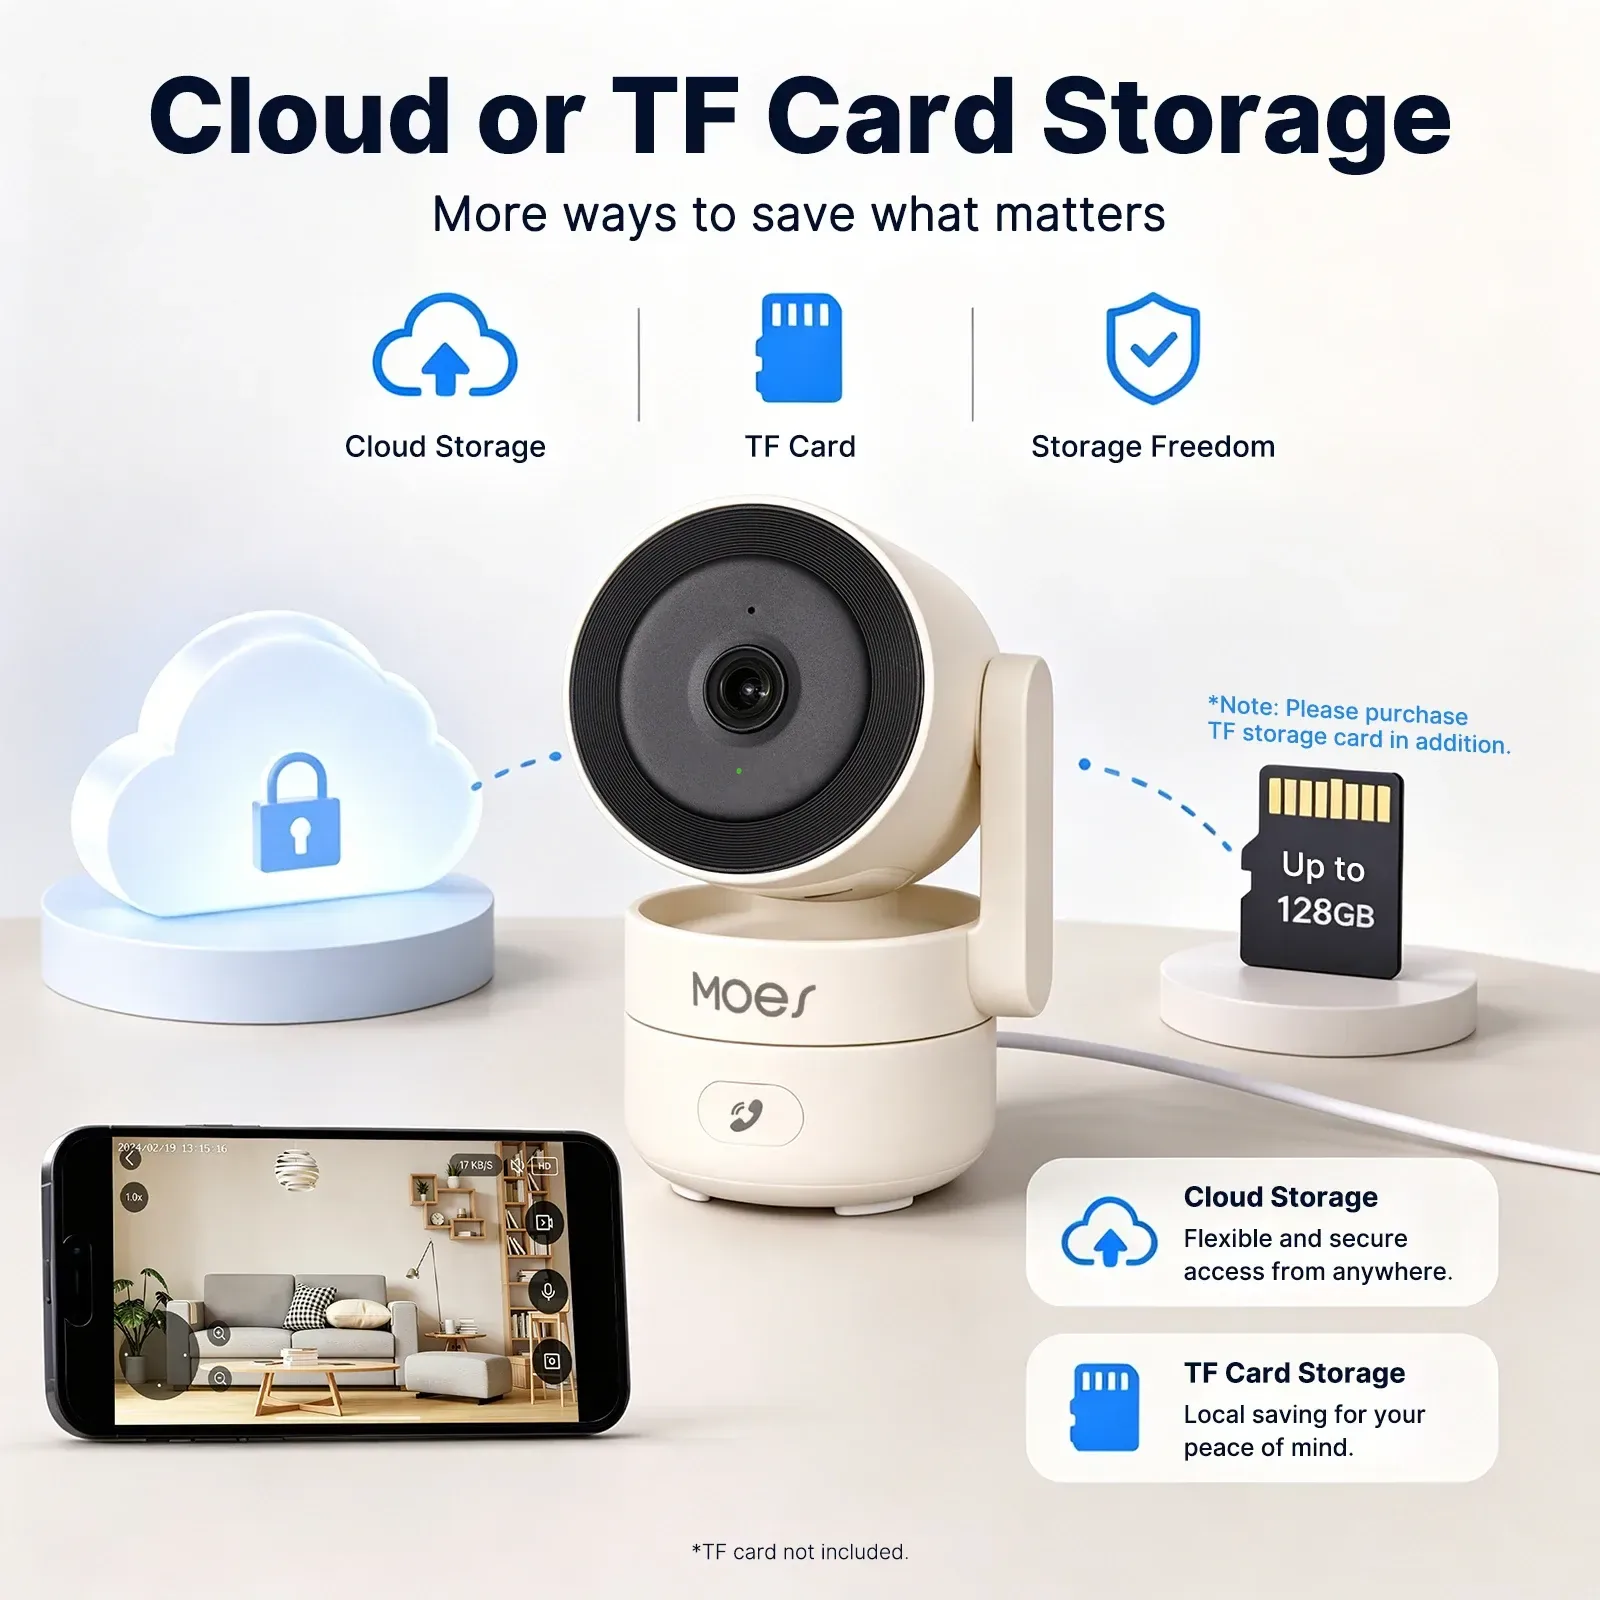 Cloud or TF Card Storage
More ways to save what matters
Cloud Storage
TF Card
Storage Freedom
*Note: Please purchase
TF storage card in addition.
Up to
128GB
Moes
2024/02/19 13:15:16
17 KB/S
HD
1.0x
Cloud Storage
Flexible and secure
access from anywhere.
TF Card Storage
Local saving for your
peace of mind.
*TF card not included.